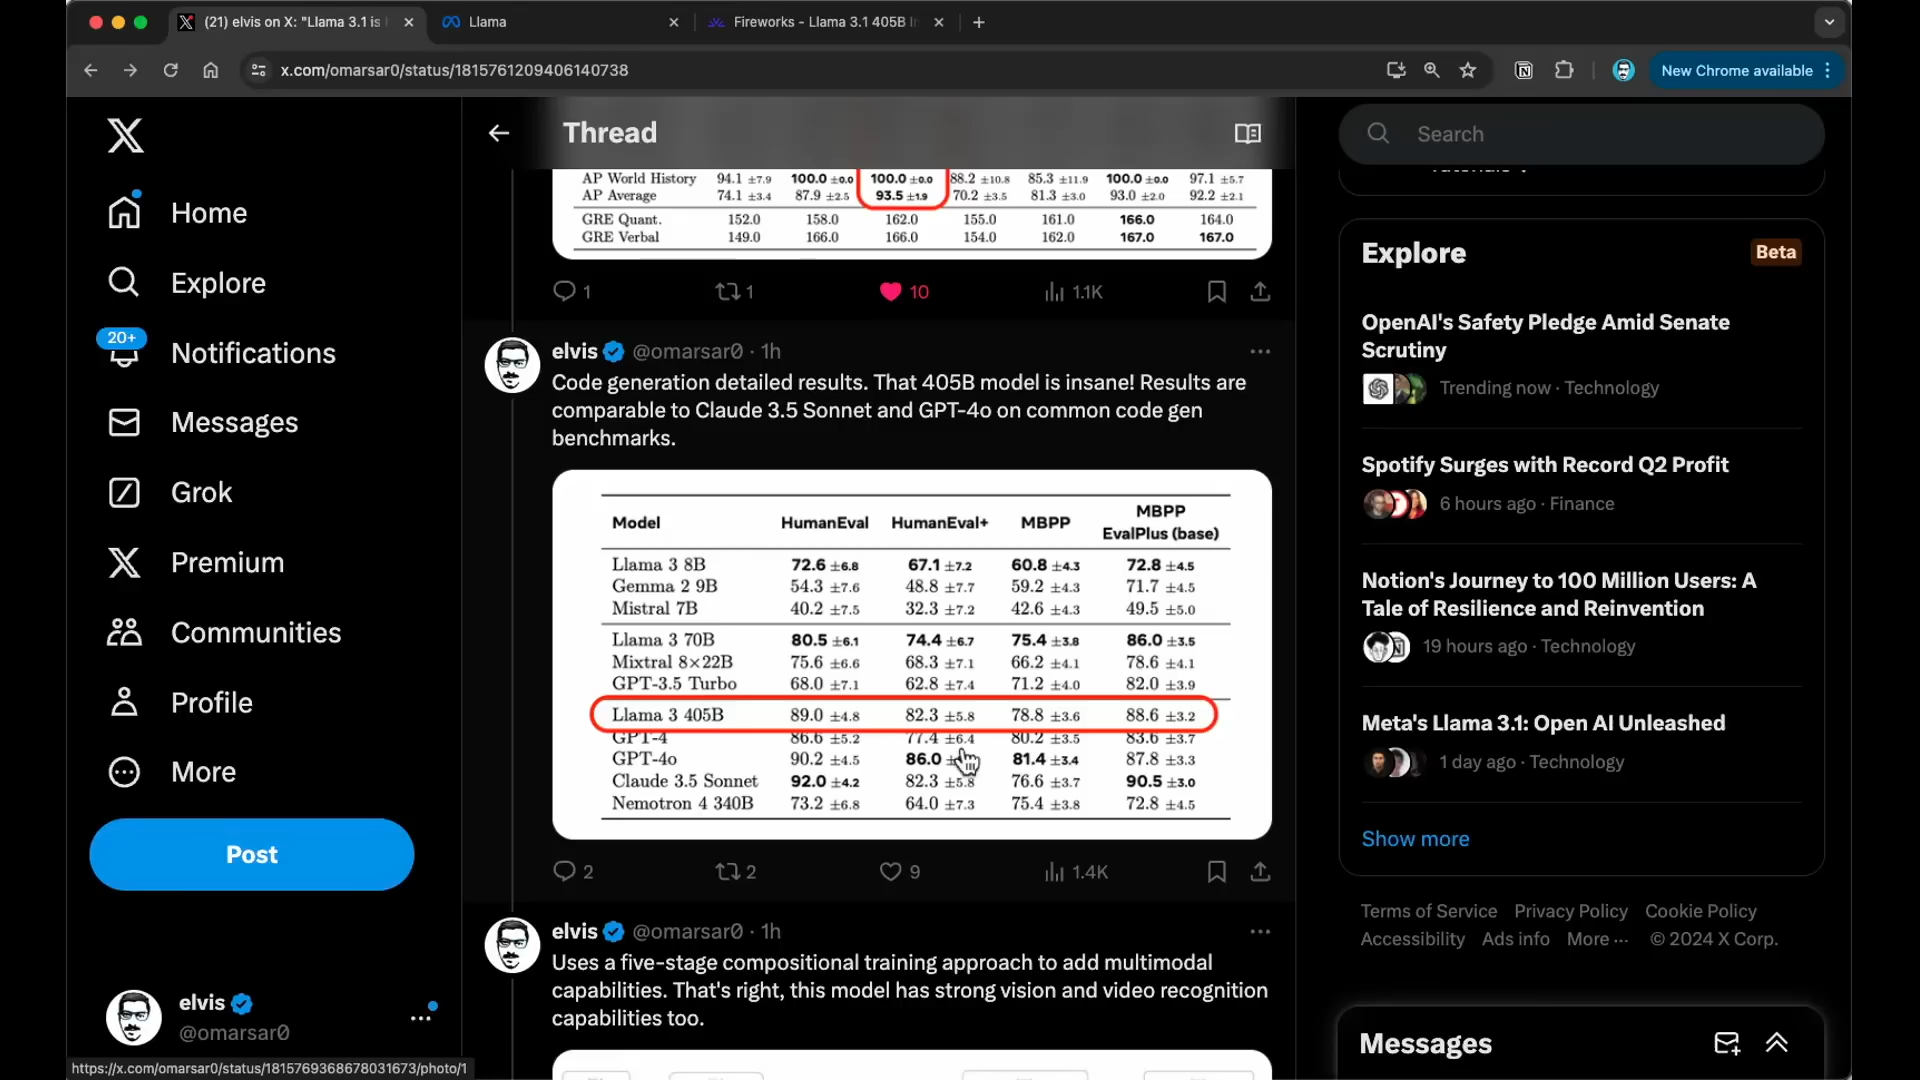 (21) elvis on X: "Llama 3.1 is
Llama
Fireworks - Llama 3.1 405B
x.com/omarsar0/status/1815761209406140738
New Chrome available
Home
Explore
20+
Notifications
Messages
Grok
Premium
Communities
Profile
More
Post
elvis
@omarsar0
https://x.com/omarsar0/status/1815769368678031673/photo/1
Thread
AP World History 94.1 ±7.9 100.0 ±0.0 100.0 ±0.0 88.2 ±10.8 85.3 ±11.9 100.0 ±0.0 97.1 ±5.7
AP Average 74.1 ±3.4 87.9 ±2.5 93.5 ±1.9 70.2 ±3.5 81.3 ±3.0 93.0 ±2.0 92.2 ±2.1
GRE Quant. 152.0 158.0 162.0 155.0 161.0 166.0 164.0
GRE Verbal 149.0 166.0 166.0 154.0 162.0 167.0 167.0
1 1 10 1.1K
elvis @omarsar0 · 1h
Code generation detailed results. That 405B model is insane! Results are
comparable to Claude 3.5 Sonnet and GPT-4o on common code gen
benchmarks.
Model HumanEval HumanEval+ MBPP MBPP
EvalPlus (base)
Llama 3 8B 72.6 ±6.8 67.1 ±7.2 60.8 ±4.3 72.8 ±4.5
Gemma 2 9B 54.3 ±7.6 48.8 ±7.7 59.2 ±4.3 71.7 ±4.5
Mistral 7B 40.2 ±7.5 32.3 ±7.2 42.6 ±4.3 49.5 ±5.0
Llama 3 70B 80.5 ±6.1 74.4 ±6.7 75.4 ±3.8 86.0 ±3.5
Mixtral 8×22B 75.6 ±6.6 68.3 ±7.1 66.2 ±4.1 78.6 ±4.1
GPT-3.5 Turbo 68.0 ±7.1 62.8 ±7.4 71.2 ±4.0 82.0 ±3.9
Llama 3 405B 89.0 ±4.8 82.3 ±5.8 78.8 ±3.6 88.6 ±3.2
GPT-4 86.6 ±5.2 77.4 ±6.4 80.2 ±3.5 83.6 ±3.7
GPT-4o 90.2 ±4.5 86.0 81.4 ±3.4 87.8 ±3.3
Claude 3.5 Sonnet 92.0 ±4.2 82.3 ±5.8 76.6 ±3.7 90.5 ±3.0
Nemotron 4 340B 73.2 ±6.8 64.0 ±7.3 75.4 ±3.8 72.8 ±4.5
2 2 9 1.4K
elvis @omarsar0 · 1h
Uses a five-stage compositional training approach to add multimodal
capabilities. That's right, this model has strong vision and video recognition
capabilities too.
Search
Explore Beta
OpenAI's Safety Pledge Amid Senate
Scrutiny
Trending now · Technology
Spotify Surges with Record Q2 Profit
6 hours ago · Finance
Notion's Journey to 100 Million Users: A
Tale of Resilience and Reinvention
19 hours ago · Technology
Meta's Llama 3.1: Open AI Unleashed
1 day ago · Technology
Show more
Terms of Service Privacy Policy Cookie Policy
Accessibility Ads info More ··· © 2024 X Corp.
Messages